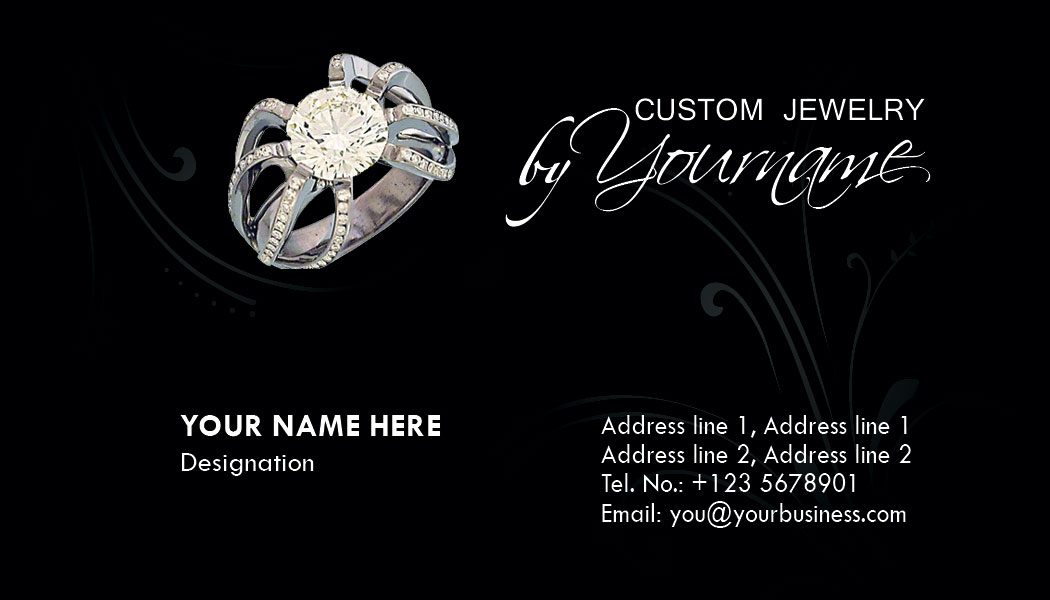 CUSTOM JEWELRY
by Yourname
YOUR NAME HERE
Designation
Address line 1, Address line 1
Address line 2, Address line 2
Tel. No.: +123 5678901
Email: you@yourbusiness.com